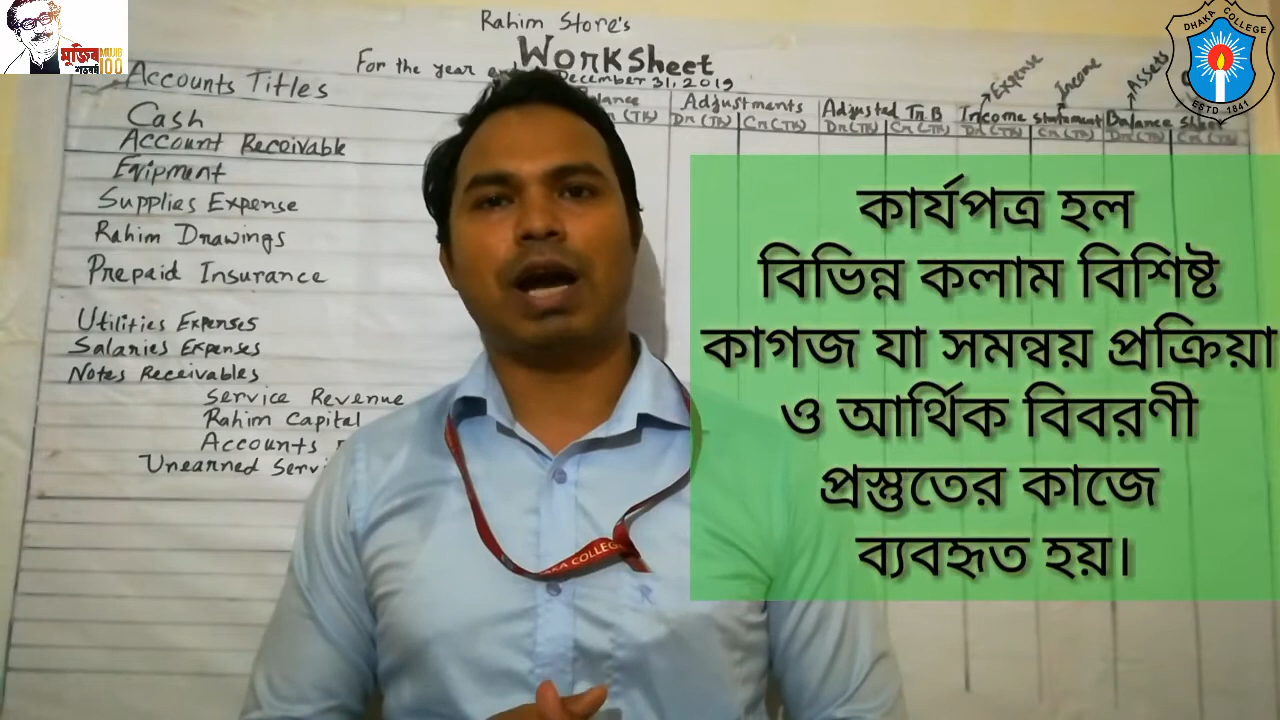 Rahim Store's
Worksheet
For the year
December 31, 2019
মুজিব
MUJIB
100
DHAKA COLLEGE
ESTD 1841
Expense
Income
Assets
Accounts Titles
Adjustments
Adjusted Tr B
Income statement
Balance Sheet
Dr (Tk) Cr (Tk) Dr (Tk) Cr (Tk) Dr (Tk) Cr (Tk) Dr (Tk) Cr (Tk)
Cash
Account Receivable
Eqipment
Supplies Expense
Rahim Drawings
Prepaid Insurance
Utilities Expenses
Salaries Expenses
Notes Receivables
Service Revenue
Rahim Capital
Accounts
Unearned
কার্যপত্র হল
বিভিন্ন কলাম বিশিষ্ট
কাগজ যা সমন্বয় প্রক্রিয়া
ও আর্থিক বিবরণী
প্রস্তুতের কাজে
ব্যবহৃত হয়।
COLLEGE